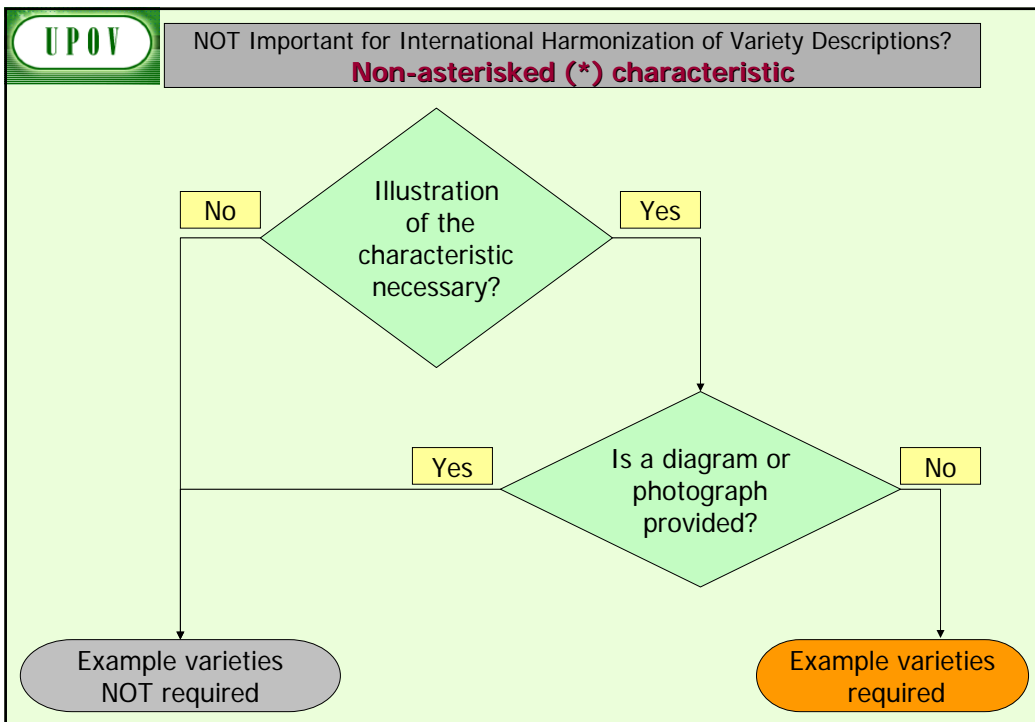 UPOV
NOT Important for International Harmonization of Variety Descriptions?
Non-asterisked (*) characteristic
No
Illustration
of the
characteristic
necessary?
Yes
Yes
Is a diagram or
photograph
provided?
No
Example varieties
NOT required
Example varieties
required